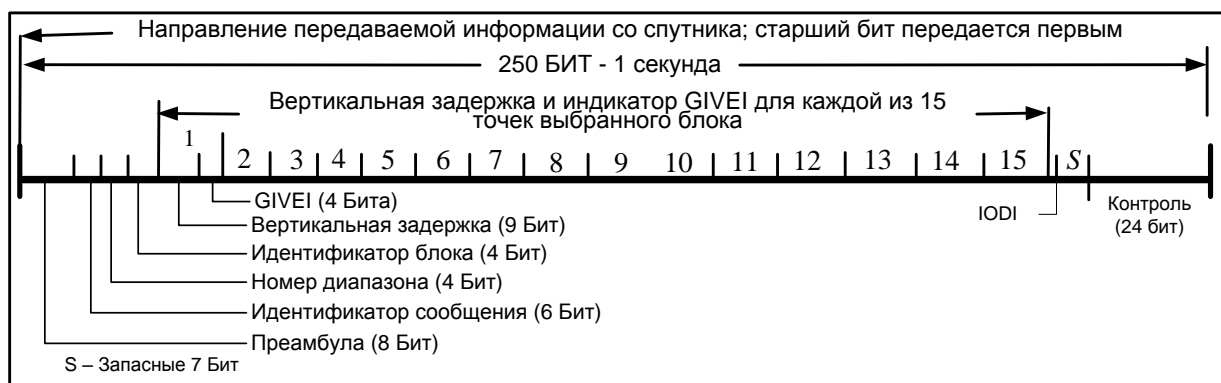 Направление передаваемой информации со спутника; старший бит передается первым
250 БИТ - 1 секунда
Вертикальная задержка и индикатор GIVEI для каждой из 15
точек выбранного блока
1 2 3 4 5 6 7 8 9 10 11 12 13 14 15 S
GIVEI (4 Бита)
IODI
Контроль
(24 бит)
Вертикальная задержка (9 Бит)
Идентификатор блока (4 Бит)
Номер диапазона (4 Бит)
Идентификатор сообщения (6 Бит)
Преамбула (8 Бит)
S – Запасные 7 Бит